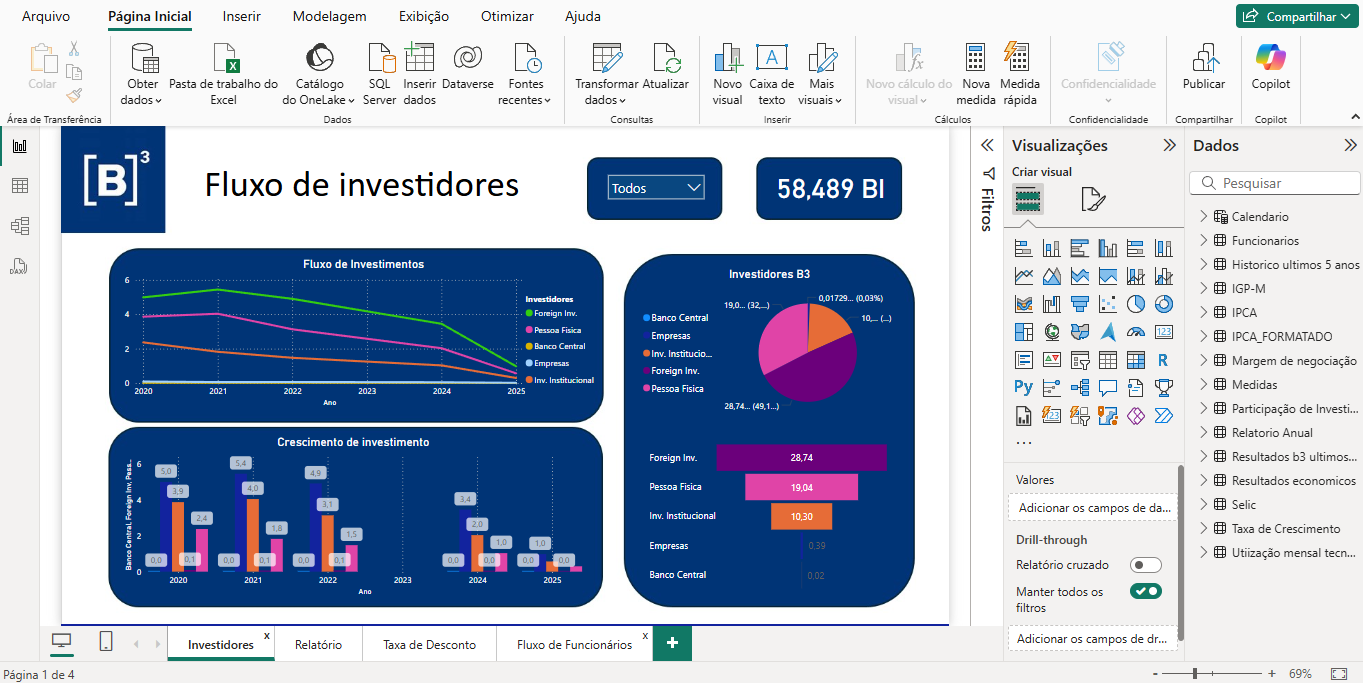 Arquivo
Página Inicial
Inserir
Modelagem
Exibição
Otimizar
Ajuda
Compartilhar
Colar
Obter dados
Pasta de trabalho do Excel
Catálogo do OneLake
SQL Server
Inserir dados
Dataverse
Fontes recentes
Transformar dados
Atualizar
Novo visual
Caixa de texto
Mais visuais
Novo cálculo do visual
Nova medida
Medida rápida
Confidencialidade
Publicar
Copilot
Área de Transferência
Dados
Consultas
Inserir
Cálculos
Confidencialidade
Compartilhar
Copilot
[B]3
Fluxo de investidores
Todos
58,489 BI
Fluxo de Investimentos
6
4
2
0
2020
2021
2022
2023
2024
2025
Ano
Investidores
Foreign Inv.
Pessoa Fisica
Banco Central
Empresas
Inv. Institucional
Crescimento de investimento
Banco Central, Foreign Inv, Pess...
6
4
2
0
5,0
3,9
2,4
0,0
0,1
5,4
4,0
1,8
0,0
0,1
4,9
3,1
1,5
0,0
0,1
3,4
2,0
1,0
0,0
0,0
1,0
0,0
0,0
2020
2021
2022
2023
2024
2025
Ano
Investidores B3
Banco Central
Empresas
Inv. Institucio...
Foreign Inv.
Pessoa Fisica
19,0... (32,...)
0,01729... (0,03%)
10,... (...)
28,74... (49,1...)
Foreign Inv.
28,74
Pessoa Fisica
19,04
Inv. Institucional
10,30
Empresas
0,39
Banco Central
0,02
Filtros
Visualizações
Criar visual
R
Py
123
...
Valores
Adicionar os campos de da...
Drill-through
Relatório cruzado
Manter todos os filtros
Adicionar os campos de dr...
Dados
Pesquisar
Calendario
Funcionarios
Historico ultimos 5 anos
IGP-M
IPCA
IPCA_FORMATADO
Margem de negociação
Medidas
Participação de Investi...
Relatorio Anual
Resultados b3 ultimos...
Resultados economicos
Selic
Taxa de Crescimento
Utiização mensal tecn...
Investidores
x
Relatório
Taxa de Desconto
Fluxo de Funcionários
x
+
Página 1 de 4
-
+
69%